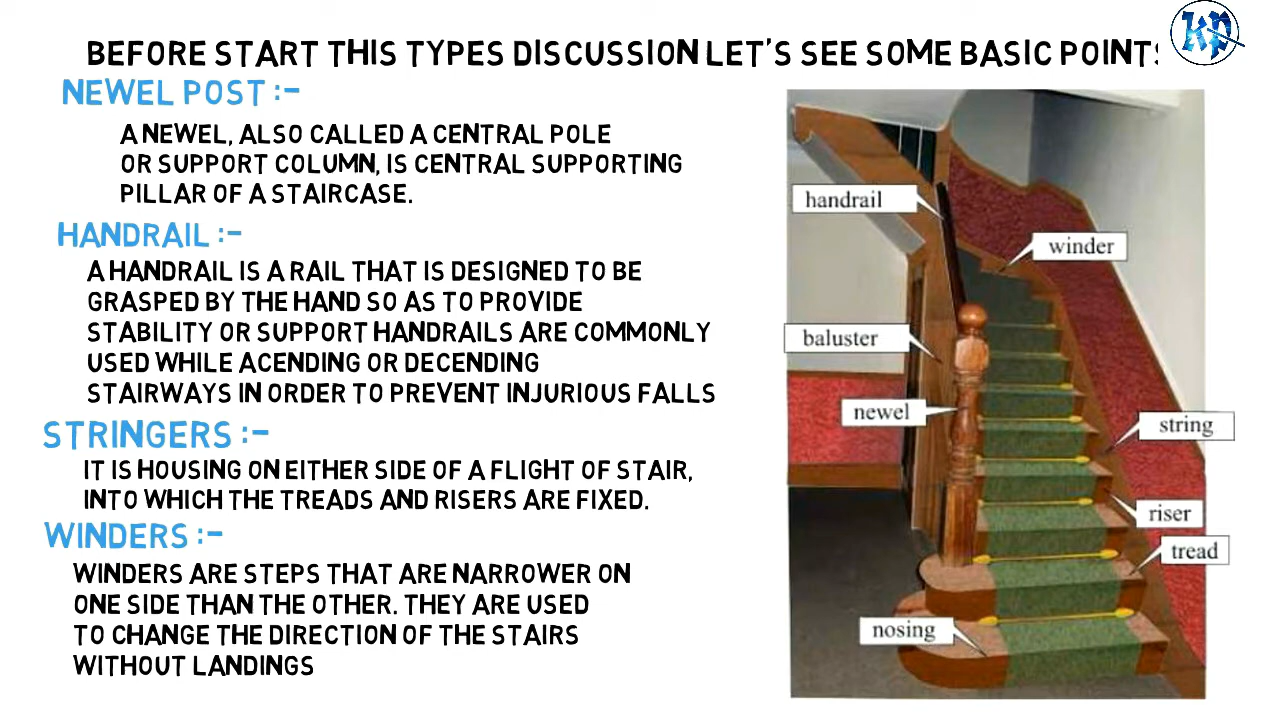 BEFORE START THIS TYPES DISCUSSION LET'S SEE SOME BASIC POINTS
NEWEL POST :-
A NEWEL, ALSO CALLED A CENTRAL POLE
OR SUPPORT COLUMN, IS CENTRAL SUPPORTING
PILLAR OF A STAIRCASE.
HANDRAIL :-
A HANDRAIL IS A RAIL THAT IS DESIGNED TO BE
GRASPED BY THE HAND SO AS TO PROVIDE
STABILITY OR SUPPORT HANDRAILS ARE COMMONLY
USED WHILE ACENDING OR DECENDING
STAIRWAYS IN ORDER TO PREVENT INJURIOUS FALLS
STRINGERS :-
IT IS HOUSING ON EITHER SIDE OF A FLIGHT OF STAIR,
INTO WHICH THE TREADS AND RISERS ARE FIXED.
WINDERS :-
WINDERS ARE STEPS THAT ARE NARROWER ON
ONE SIDE THAN THE OTHER. THEY ARE USED
TO CHANGE THE DIRECTION OF THE STAIRS
WITHOUT LANDINGS
handrail
winder
baluster
newel
string
riser
tread
nosing